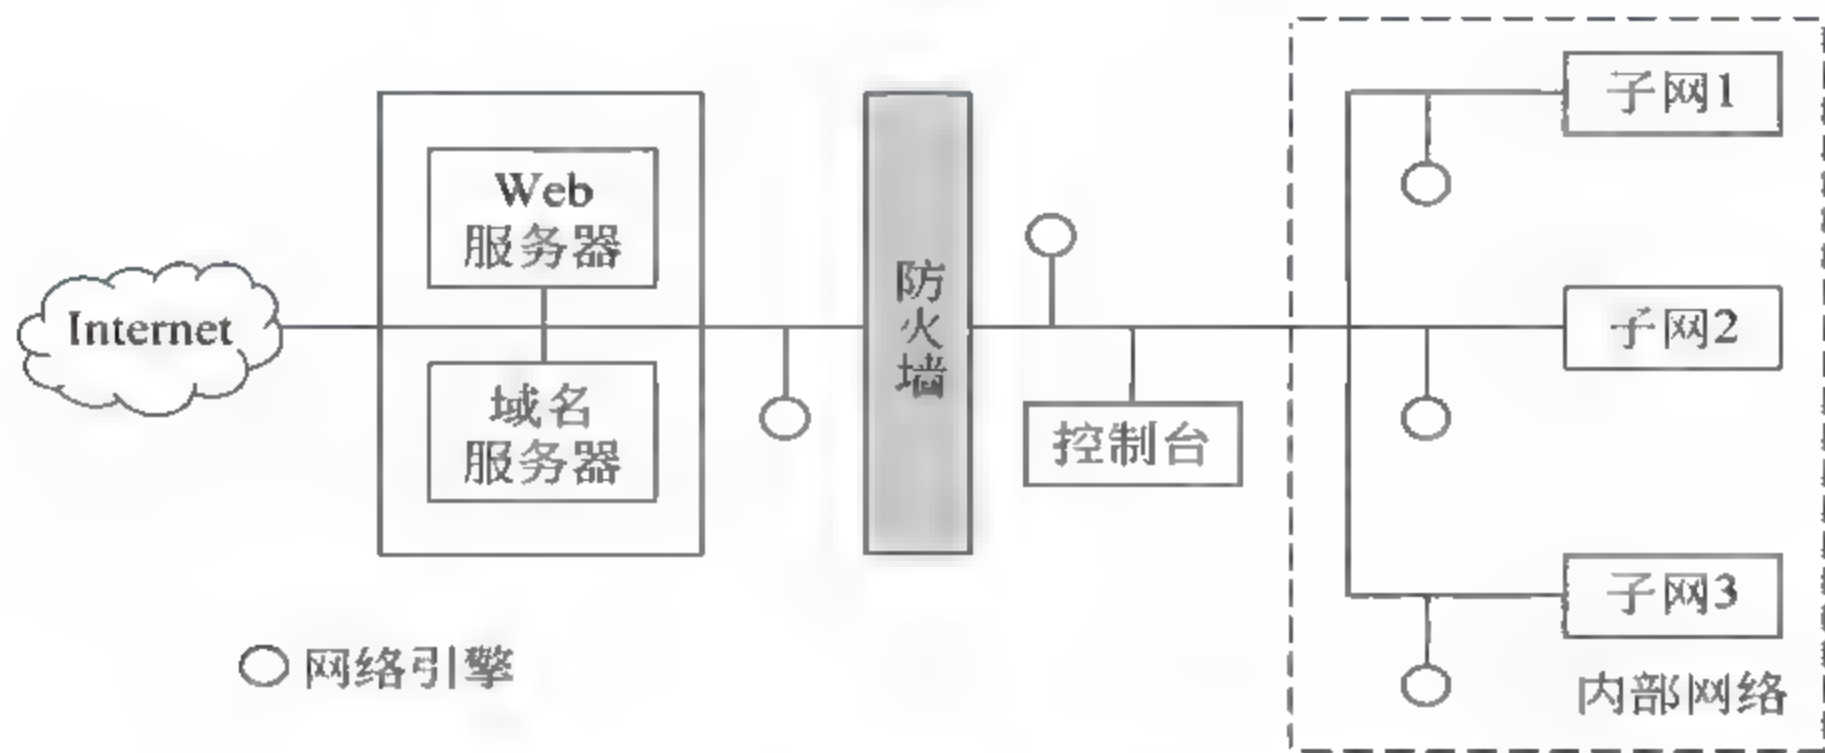 Internet
Web
服务器
域名
服务器
防火墙
控制台
子网1
子网2
子网3
内部网络
网络引擎